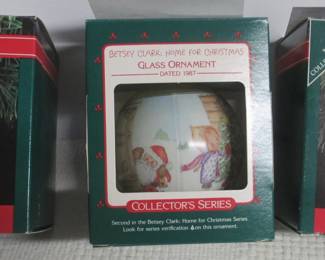 BETSEY CLARK: HOME FOR CHRISTMAS
GLASS ORNAMENT
DATED 1987
COLLECTOR'S SERIES
Second in the Betsey Clark: Home for Christmas Series
Look for series verification on this ornament.